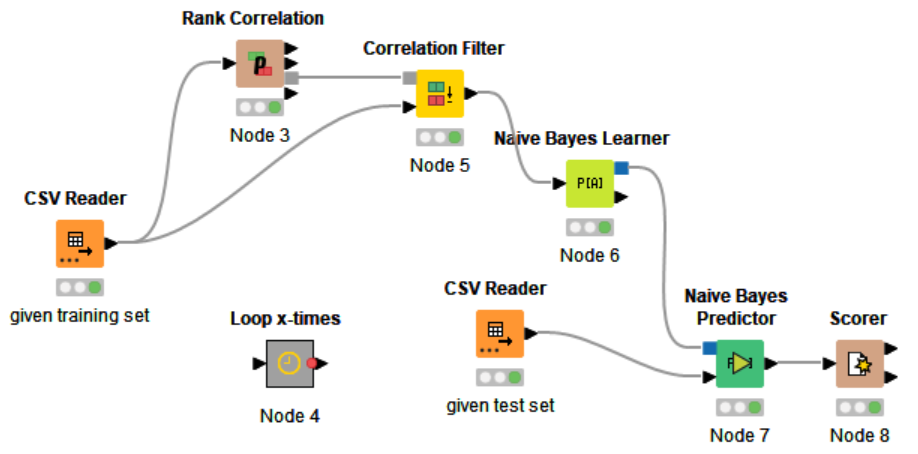 Rank Correlation
p
Node 3
Correlation Filter
Node 5
Naive Bayes Learner
P[A]
Node 6
CSV Reader
given training set
Loop x-times
Node 4
CSV Reader
given test set
Naive Bayes
Predictor
Node 7
Scorer
Node 8